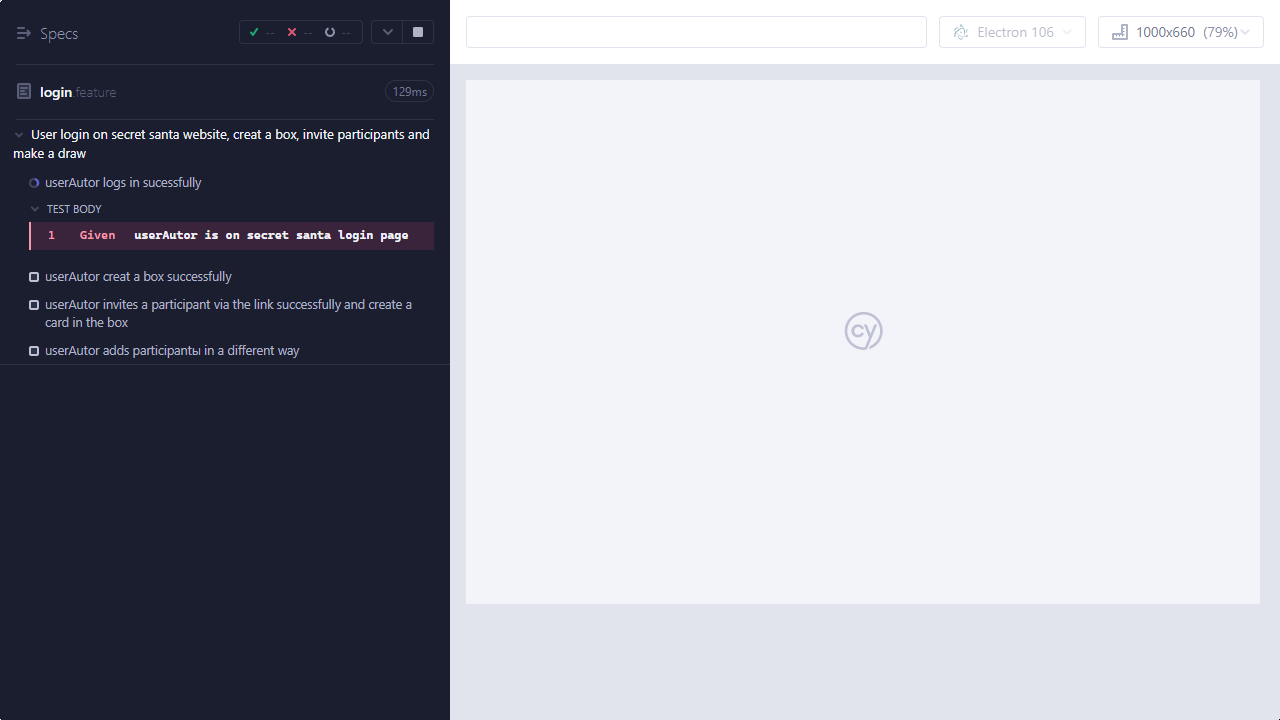 Specs
-- -- --
login.feature
129ms
User login on secret santa website, creat a box, invite participants and
make a draw
userAutor logs in sucessfully
TEST BODY
1 Given userAutor is on secret santa login page
userAutor creat a box successfully
userAutor invites a participant via the link successfully and create a
card in the box
userAutor adds participantы in a different way
Electron 106
1000x660 (79%)
cy